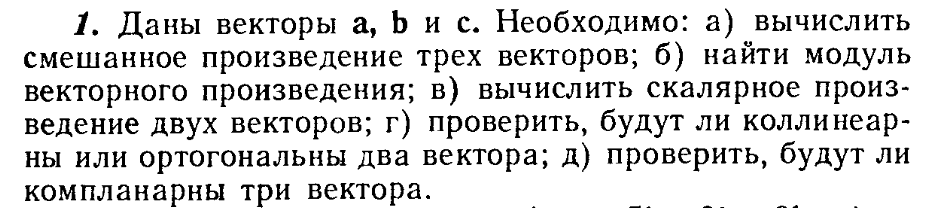 1. Даны векторы a, b и c. Необходимо: а) вычислить
смешанное произведение трех векторов; б) найти модуль
векторного произведения; в) вычислить скалярное произ-
ведение двух векторов; г) проверить, будут ли коллинеар-
ны или ортогональны два вектора; д) проверить, будут ли
компланарны три вектора.